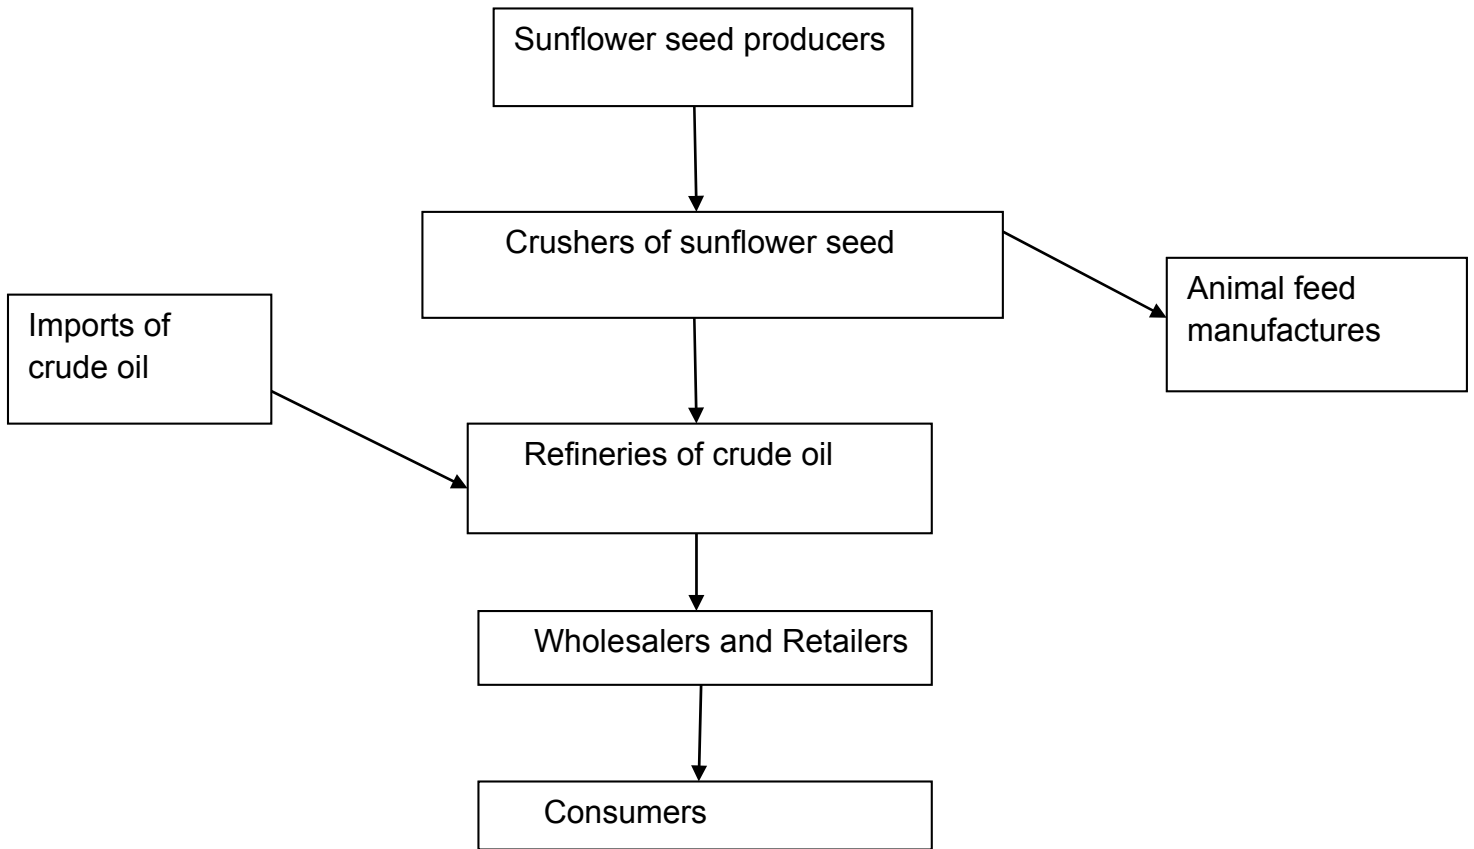 Sunflower seed producers
Crushers of sunflower seed
Animal feed
manufactures
Imports of
crude oil
Refineries of crude oil
Wholesalers and Retailers
Consumers